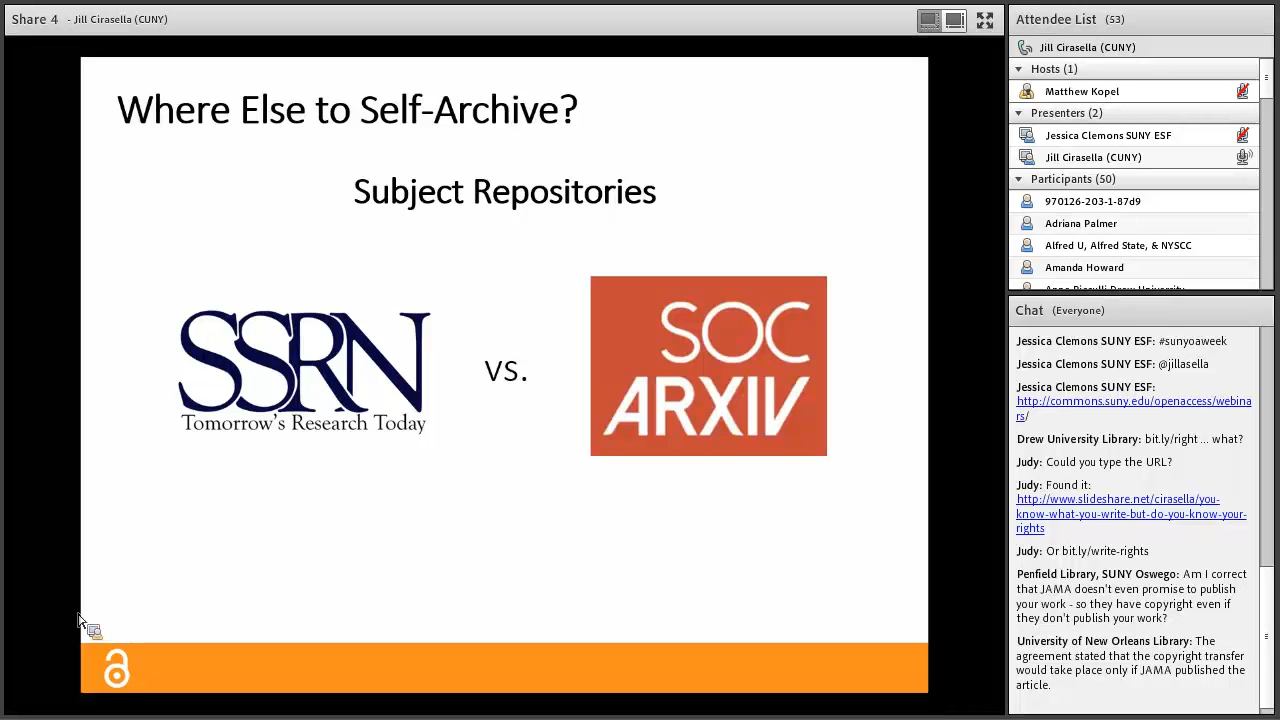 Share 4 - Jill Cirasella (CUNY)
Where Else to Self-Archive?
Subject Repositories
SSRN
Tomorrow's Research Today
vs.
SOC
ARXIV
Attendee List (53)
Jill Cirasella (CUNY)
Hosts (1)
Matthew Kopel
Presenters (2)
Jessica Clemons SUNY ESF
Jill Cirasella (CUNY)
Participants (50)
970126-203-1-87d9
Adriana Palmer
Alfred U, Alfred State, & NYSCC
Amanda Howard
Chat (Everyone)
Jessica Clemons SUNY ESF: #sunyoaweek
Jessica Clemons SUNY ESF: @jillasella
Jessica Clemons SUNY ESF:
http://commons.suny.edu/openaccess/webina
rs/
Drew University Library: bit.ly/right ... what?
Judy: Could you type the URL?
Judy: Found it:
http://www.slideshare.net/cirasella/you-
know-what-you-write-but-do-you-know-your-
rights
Judy: Or bit.ly/write-rights
Penfield Library, SUNY Oswego: Am I correct
that JAMA doesn't even promise to publish
your work - so they have copyright even if
they don't publish your work?
University of New Orleans Library: The
agreement stated that the copyright transfer
would take place only if JAMA published the
article.